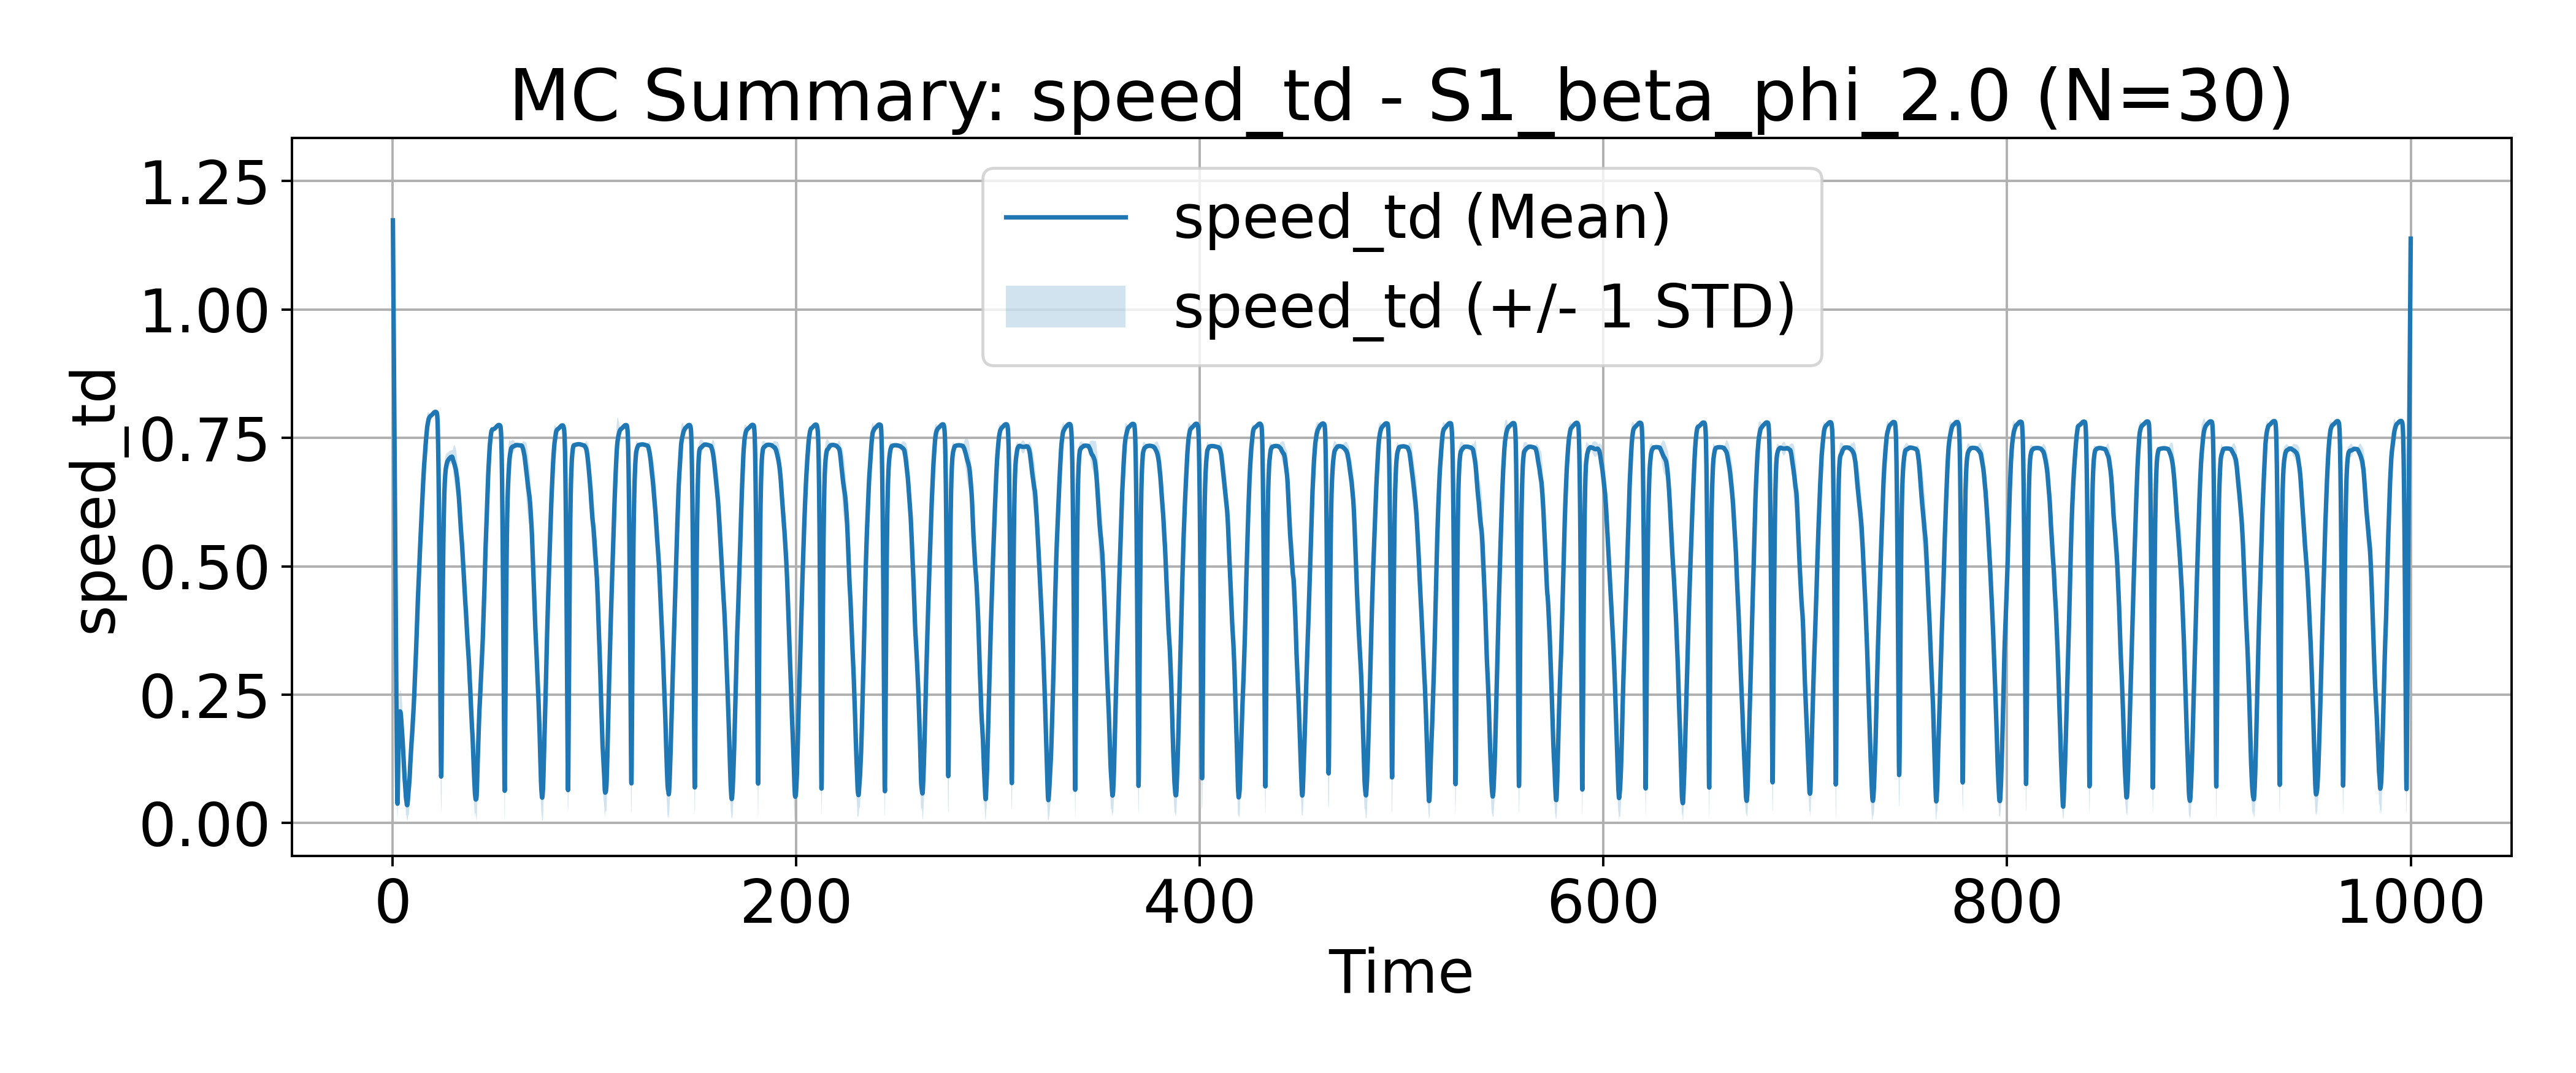 MC Summary: speed_td - S1_beta_phi_2.0 (N=30)
speed_td (Mean)
speed_td (+/- 1 STD)
speed_td
1.25
1.00
0.75
0.50
0.25
0.00
0 200 400 600 800 1000
Time